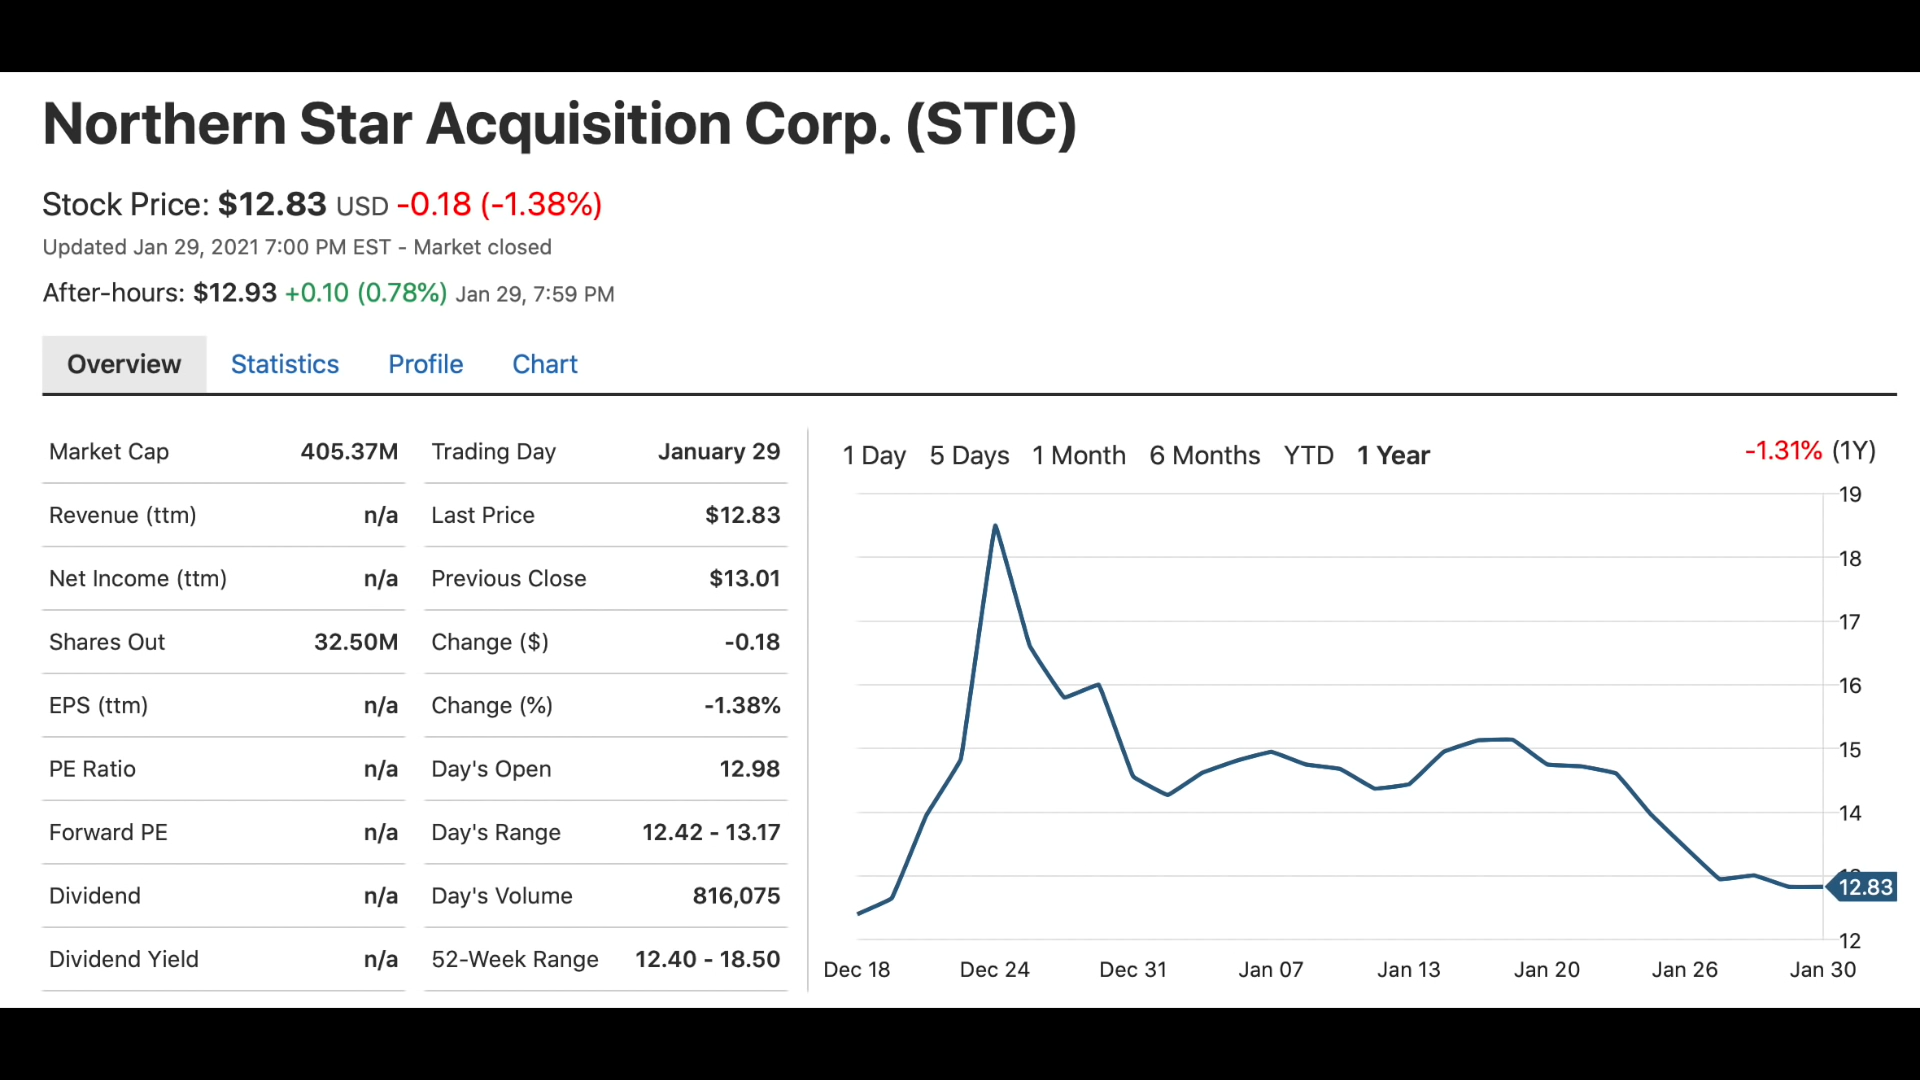 Northern Star Acquisition Corp. (STIC)
Stock Price: $12.83 USD -0.18 (-1.38%)
Updated Jan 29, 2021 7:00 PM EST - Market closed
After-hours: $12.93 +0.10 (0.78%) Jan 29, 7:59 PM
Overview Statistics Profile Chart
Market Cap 405.37M
Revenue (ttm) n/a
Net Income (ttm) n/a
Shares Out 32.50M
EPS (ttm) n/a
PE Ratio n/a
Forward PE n/a
Dividend n/a
Dividend Yield n/a
Trading Day January 29
Last Price $12.83
Previous Close $13.01
Change ($) -0.18
Change (%) -1.38%
Day's Open 12.98
Day's Range 12.42 - 13.17
Day's Volume 816,075
52-Week Range 12.40 - 18.50
1 Day 5 Days 1 Month 6 Months YTD 1 Year
-1.31% (1Y)
19
18
17
16
15
14
12.83
12
Dec 18 Dec 24 Dec 31 Jan 07 Jan 13 Jan 20 Jan 26 Jan 30